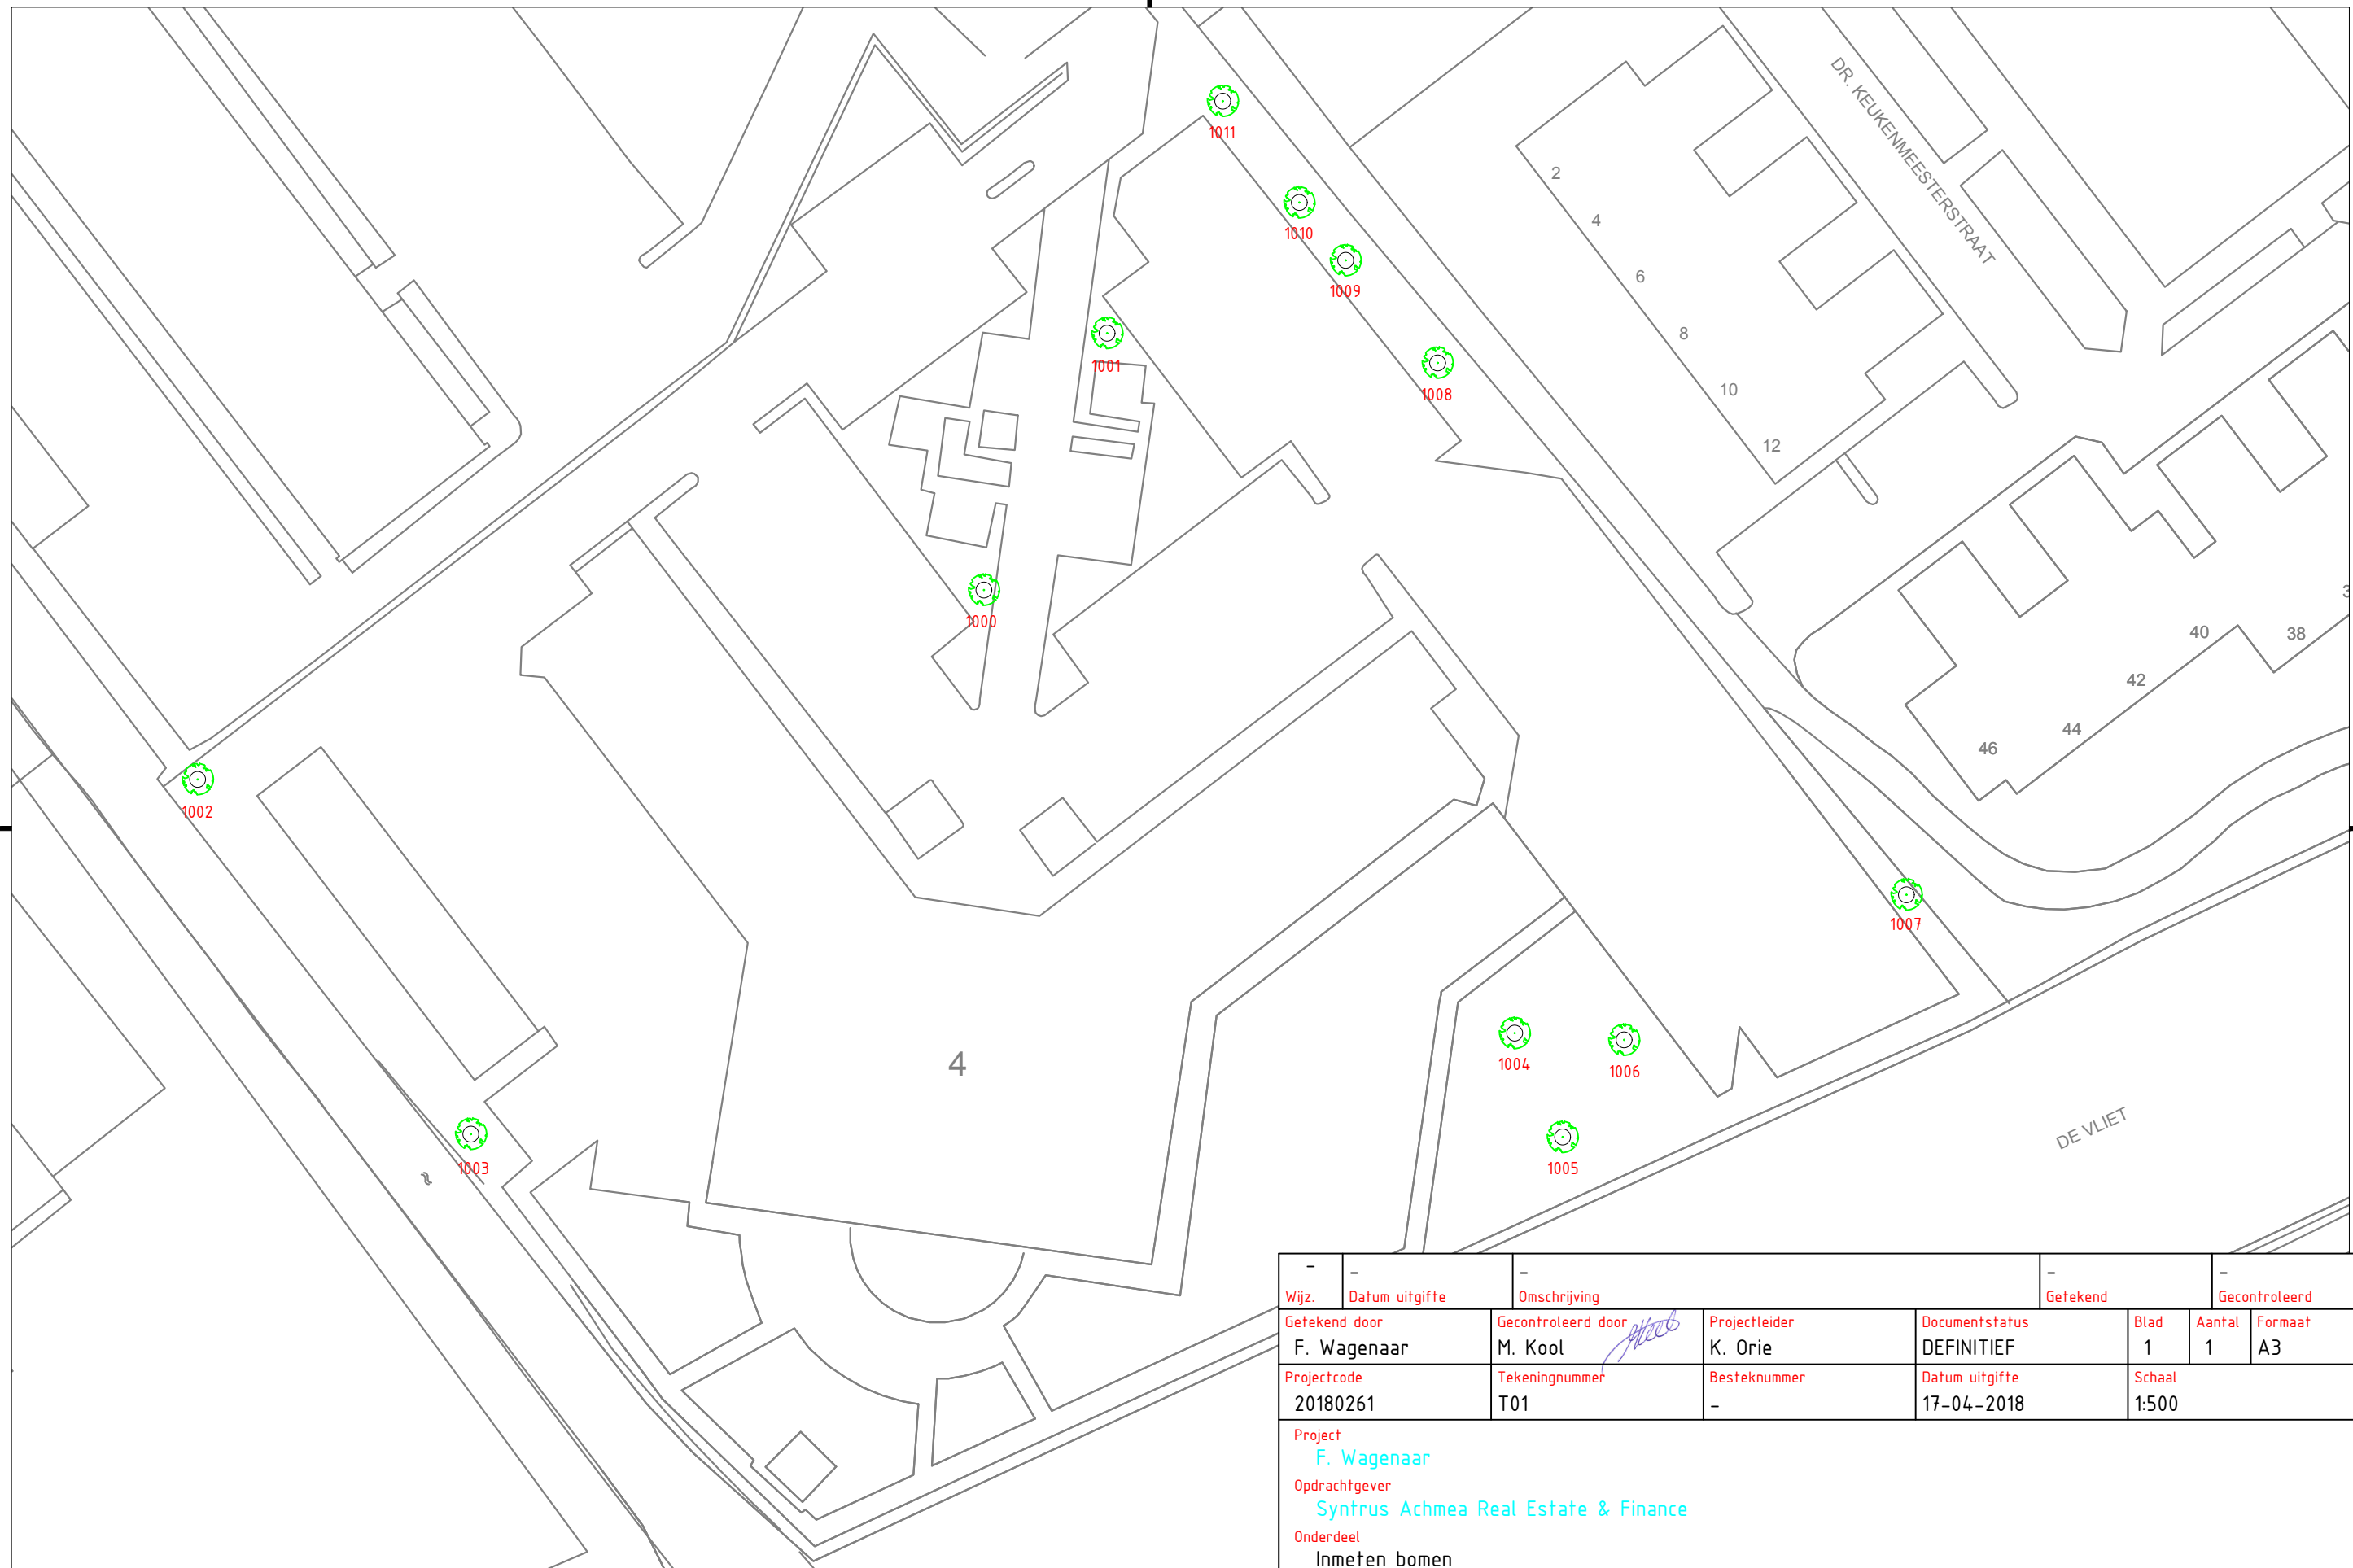 1011
DR. KEUKENMEESTERSTRAAT
2
1010
4
1009
6
1001
8
1008
10
12
1000
40
38
42
44
46
1002
1007
1004
1006
4
DE VLIET
1003
1005
- - - - -
Wijz. Datum uitgifte Omschrijving Getekend Gecontroleerd
Getekend door Gecontroleerd door Projectleider Documentstatus Blad Aantal Formaat
F. Wagenaar M. Kool K. Orie DEFINITIEF 1 1 A3
Projectcode Tekeningnummer Besteknummer Datum uitgifte Schaal
20180261 T01 - 17-04-2018 1:500
Project
F. Wagenaar
Opdrachtgever
Syntrus Achmea Real Estate & Finance
Onderdeel
Inmeten bomen